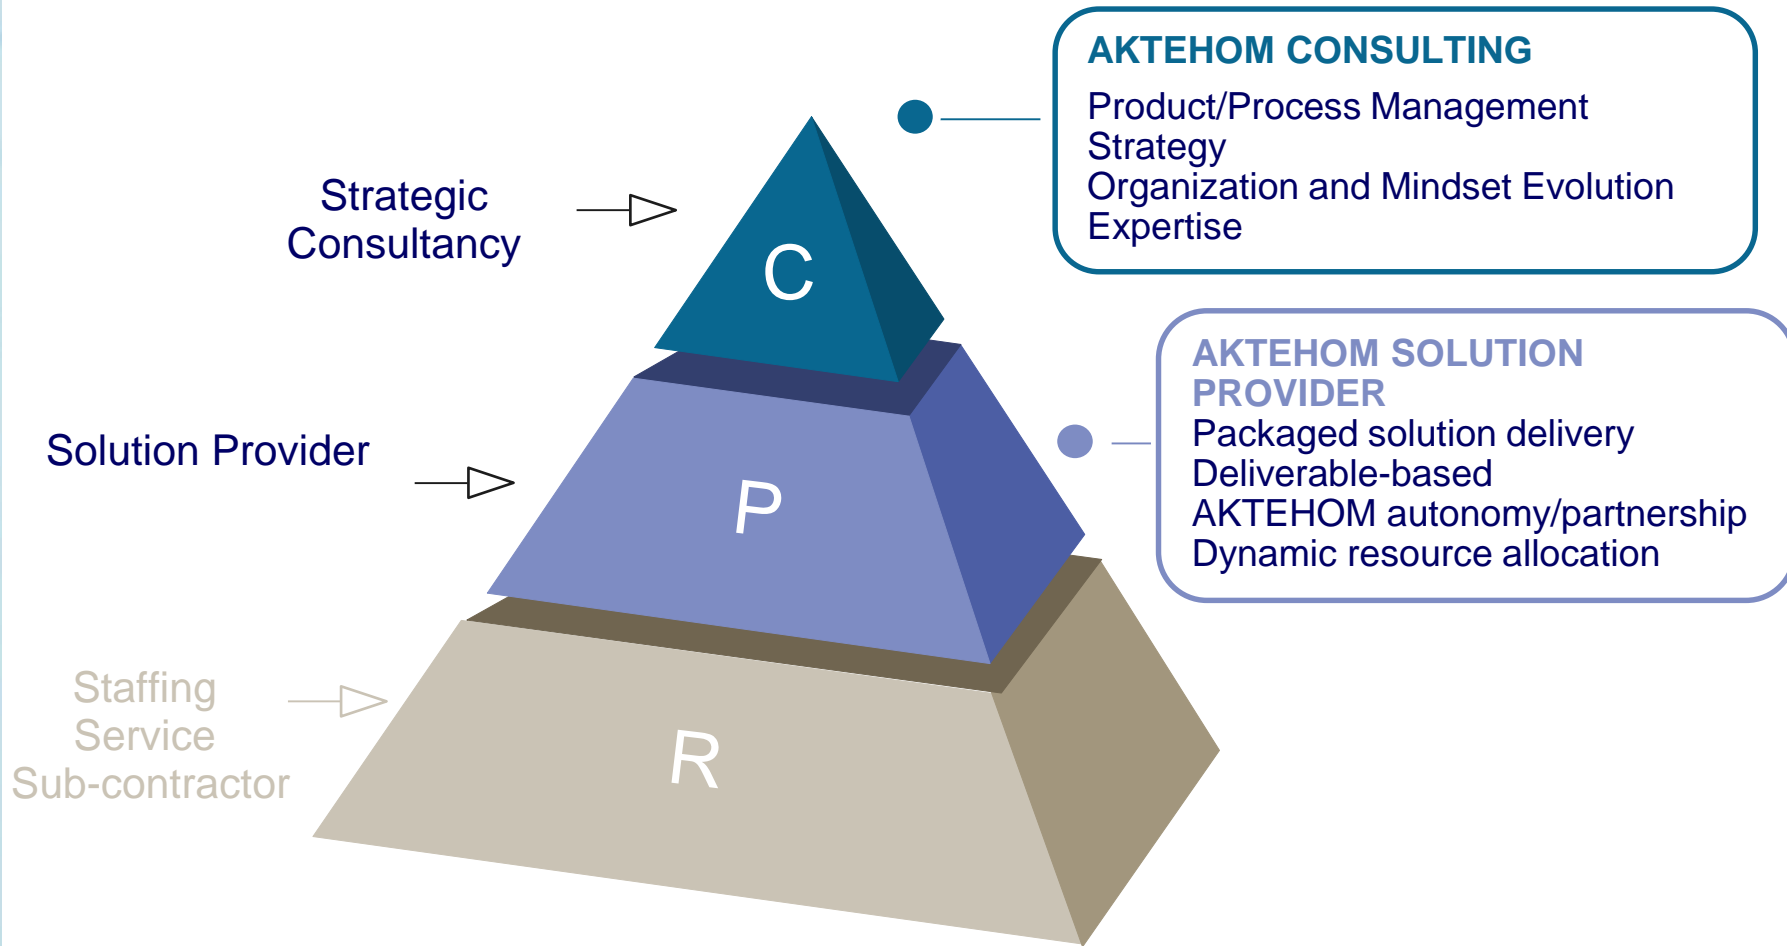 AKTEHOM CONSULTING
Product/Process Management
Strategy
Organization and Mindset Evolution
Expertise
Strategic
Consultancy
C
AKTEHOM SOLUTION
PROVIDER
Packaged solution delivery
Deliverable-based
AKTEHOM autonomy/partnership
Dynamic resource allocation
Solution Provider
P
Staffing
Service
Sub-contractor
R